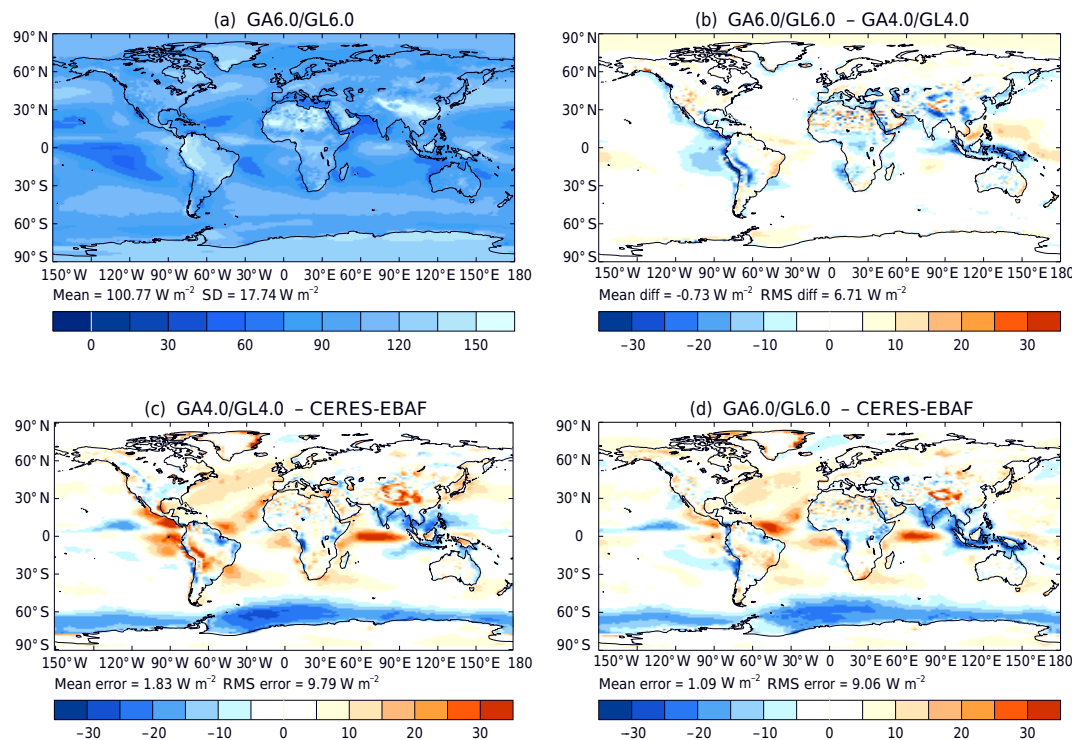 (a) GA6.0/GL6.0
90° N
60° N
30° N
0
30° S
60° S
90° S
150°W 120°W 90°W 60°W 30°W 0 30°E 60°E 90°E 120°E 150°E 180
Mean = 100.77 W m⁻² SD = 17.74 W m⁻²
0 30 60 90 120 150
(b) GA6.0/GL6.0 – GA4.0/GL4.0
90° N
60° N
30° N
0
30° S
60° S
90° S
150°W 120°W 90°W 60°W 30°W 0 30°E 60°E 90°E 120°E 150°E 180
Mean diff = -0.73 W m⁻² RMS diff = 6.71 W m⁻²
−30 −20 −10 0 10 20 30
(c) GA4.0/GL4.0 – CERES-EBAF
90° N
60° N
30° N
0
30° S
60° S
90° S
150°W 120°W 90°W 60°W 30°W 0 30°E 60°E 90°E 120°E 150°E 180
Mean error = 1.83 W m⁻² RMS error = 9.79 W m⁻²
−30 −20 −10 0 10 20 30
(d) GA6.0/GL6.0 – CERES-EBAF
90° N
60° N
30° N
0
30° S
60° S
90° S
150°W 120°W 90°W 60°W 30°W 0 30°E 60°E 90°E 120°E 150°E 180
Mean error = 1.09 W m⁻² RMS error = 9.06 W m⁻²
−30 −20 −10 0 10 20 30